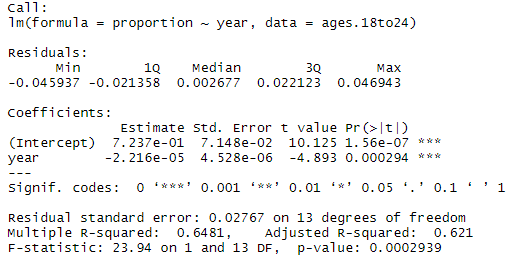 Call:
lm(formula = proportion ~ year, data = ages.18to24)
Residuals:
Min 1Q Median 3Q Max
-0.045937 -0.021358 0.002677 0.022123 0.046943
Coefficients:
Estimate Std. Error t value Pr(>|t|)
(Intercept) 7.237e-01 7.148e-02 10.125 1.56e-07 ***
year -2.216e-05 4.528e-06 -4.893 0.000294 ***
---
Signif. codes: 0 ‘***’ 0.001 ‘**’ 0.01 ‘*’ 0.05 ‘.’ 0.1 ‘ ’ 1
Residual standard error: 0.02767 on 13 degrees of freedom
Multiple R-squared: 0.6481, Adjusted R-squared: 0.621
F-statistic: 23.94 on 1 and 13 DF, p-value: 0.0002939